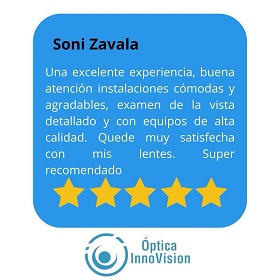 Soni Zavala
Una excelente experiencia, buena
atención instalaciones cómodas y
agradables, examen de la vista
detallado y con equipos de alta
calidad. Quede muy satisfecha
con mis lentes. Super
recomendado
Óptica
InnoVision